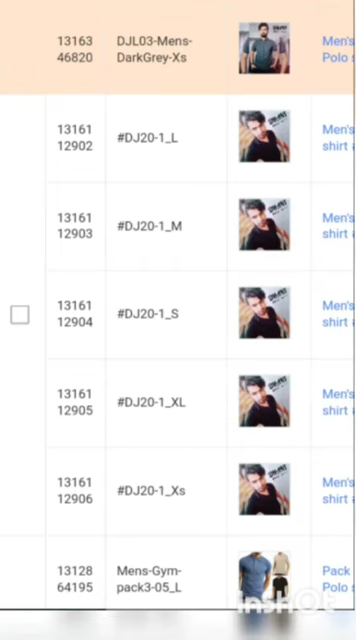 13163
46820
DJL03-Mens-
DarkGrey-Xs
Men's
Polo s
13161
12902
#DJ20-1_L
Men's
shirt
13161
12903
#DJ20-1_M
Men's
shirt
13161
12904
#DJ20-1_S
Men's
shirt
13161
12905
#DJ20-1_XL
Men's
shirt
13161
12906
#DJ20-1_Xs
Men's
shirt
13128
64195
Mens-Gym-
pack3-05_L
Pack
Polo s
InShOt